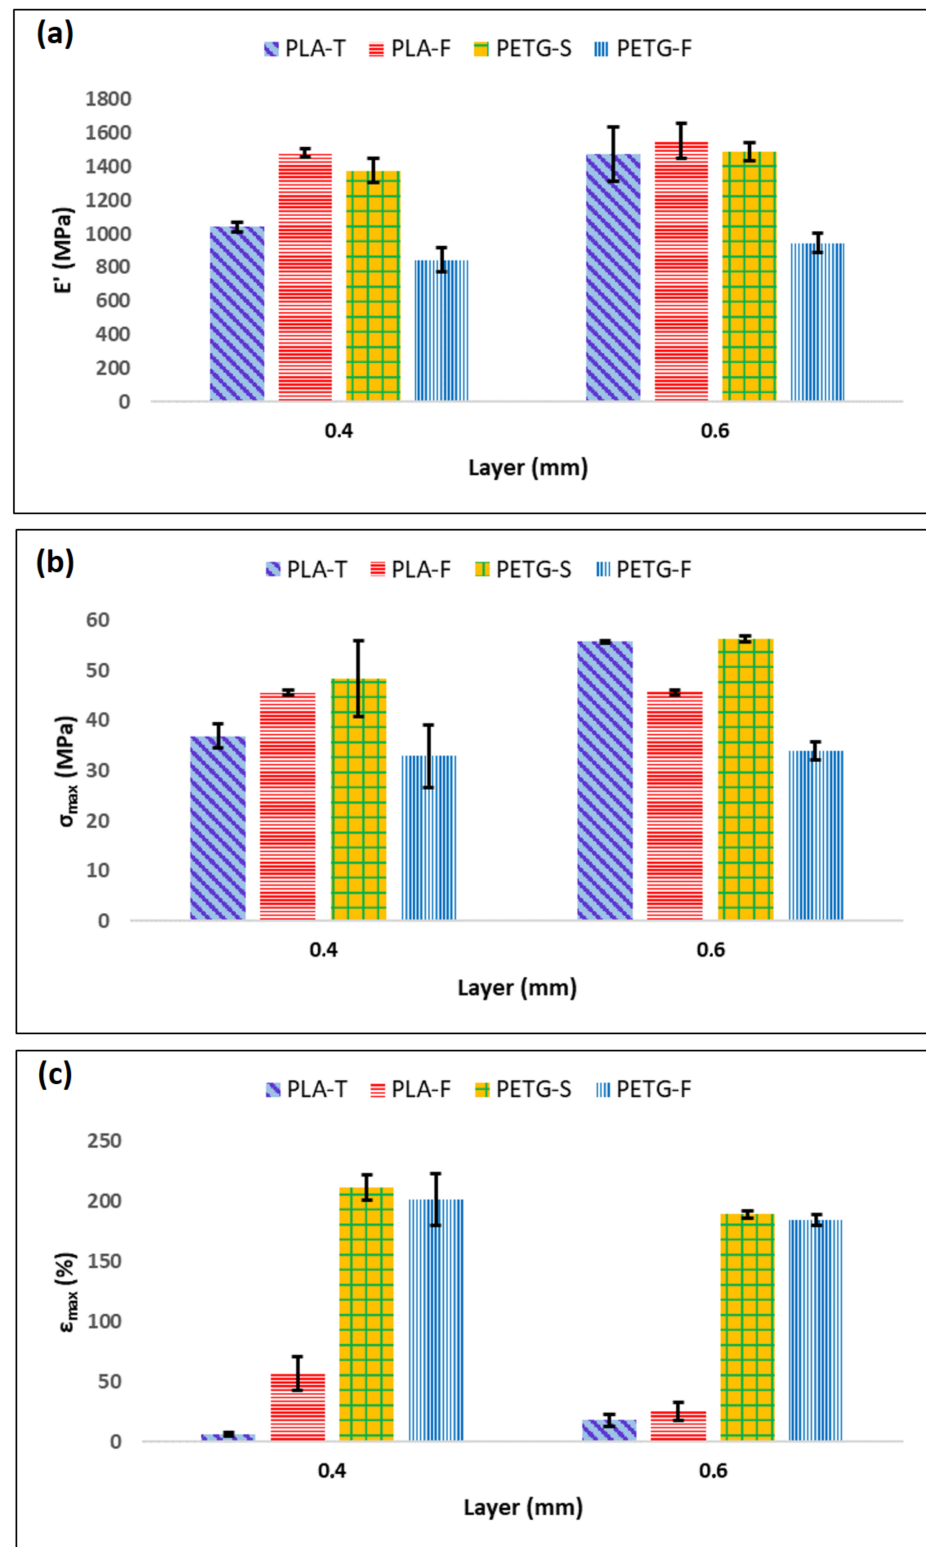 (a)
PLA-T PLA-F PETG-S PETG-F
1800
1600
1400
1200
1000
800
600
400
200
0
E' (MPa)
0.4 0.6
Layer (mm)
(b)
PLA-T PLA-F PETG-S PETG-F
60
50
40
30
20
10
0
σmax (MPa)
0.4 0.6
Layer (mm)
(c)
PLA-T PLA-F PETG-S PETG-F
250
200
150
100
50
0
εmax (%)
0.4 0.6
Layer (mm)